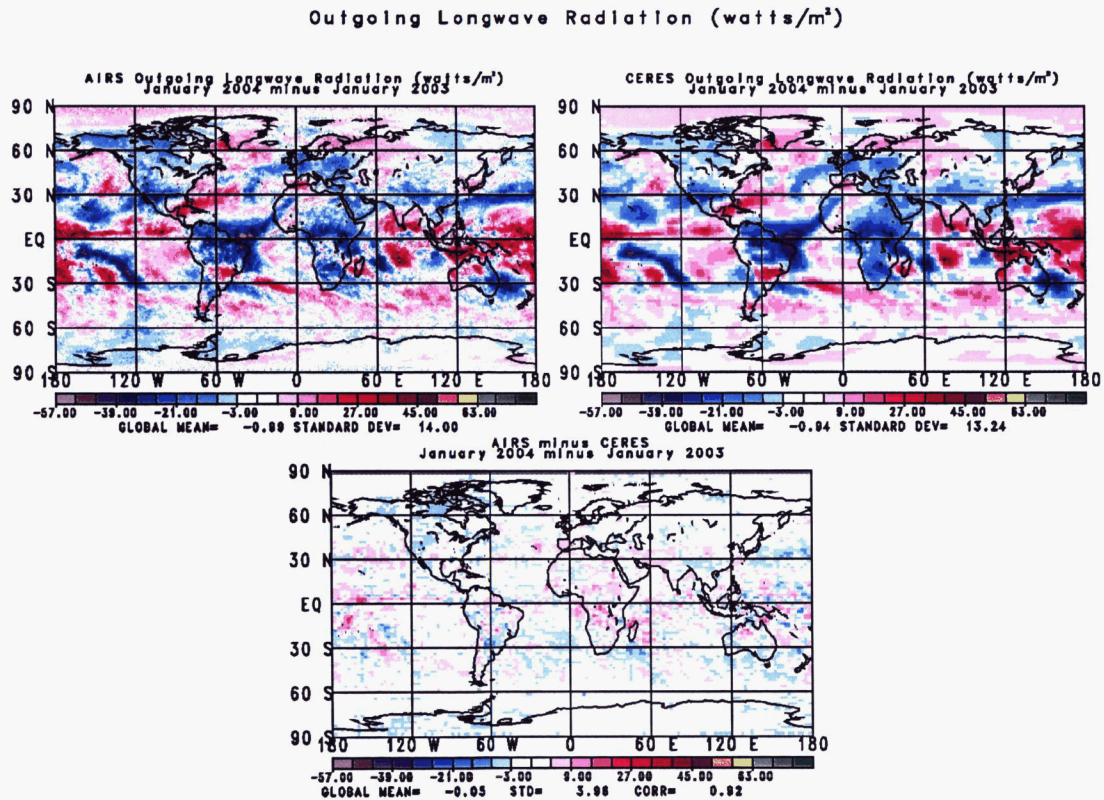 Outgoing Longwave Radiation (watts/m²)
AIRS Outgoing Longwave Radiation (watts/m²)
January 2004 minus January 2003
90 N
60 N
30 N
EQ
30 S
60 S
90 S
180 120 W 60 W 0 60 E 120 E 180
-57.00 -39.00 -21.00 -3.00 9.00 27.00 45.00 63.00
GLOBAL MEAN= -0.89 STANDARD DEV= 14.00
CERES Outgoing Longwave Radiation (watts/m²)
January 2004 minus January 2003
90 N
60 N
30 N
EQ
30 S
60 S
90 S
180 120 W 60 W 0 60 E 120 E 180
-57.00 -39.00 -21.00 -3.00 9.00 27.00 45.00 63.00
GLOBAL MEAN= -0.84 STANDARD DEV= 13.24
AIRS minus CERES
January 2004 minus January 2003
90 N
60 N
30 N
EQ
30 S
60 S
90 S
180 120 W 60 W 0 60 E 120 E 180
-57.00 -39.00 -21.00 -3.00 9.00 27.00 45.00 63.00
GLOBAL MEAN= -0.05 STD= 3.98 CORR= 0.92